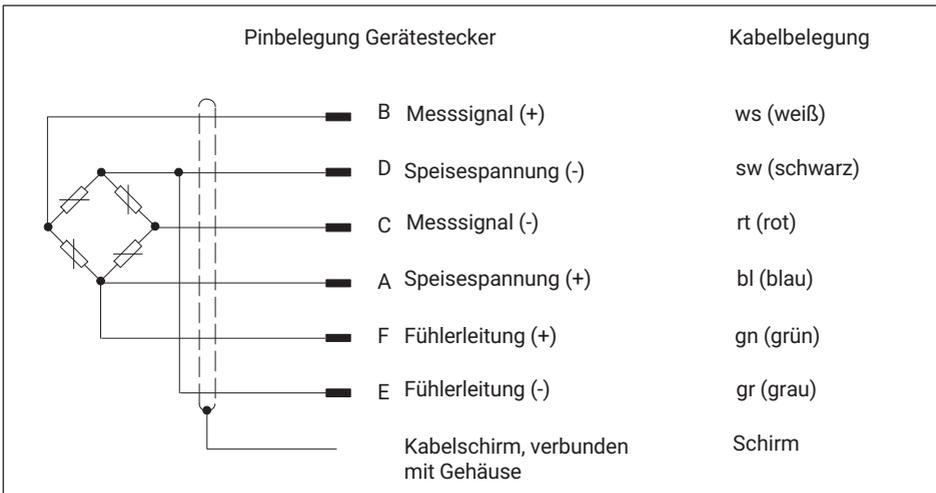 Pinbelegung Gerätestecker Kabelbelegung
B Messsignal (+) ws (weiß)
D Speisespannung (-) sw (schwarz)
C Messsignal (-) rt (rot)
A Speisespannung (+) bl (blau)
F Fühlerleitung (+) gn (grün)
E Fühlerleitung (-) gr (grau)
Kabelschirm, verbunden Schirm
mit Gehäuse